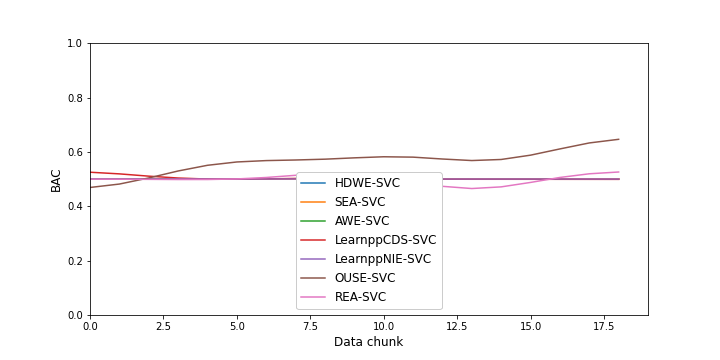 1.0
0.8
0.6
0.4
0.2
0.0
BAC
HDWE-SVC
SEA-SVC
AWE-SVC
LearnppCDS-SVC
LearnppNIE-SVC
OUSE-SVC
REA-SVC
0.0 2.5 5.0 7.5 10.0 12.5 15.0 17.5
Data chunk